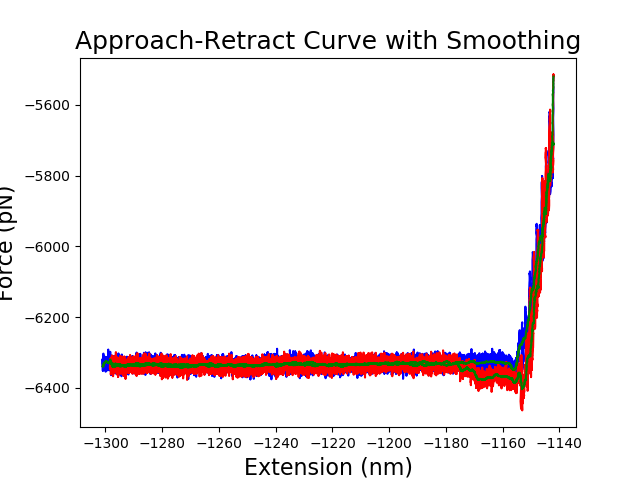 Approach-Retract Curve with Smoothing
Force (pN)
−5600
−5800
−6000
−6200
−6400
−1300 −1280 −1260 −1240 −1220 −1200 −1180 −1160 −1140
Extension (nm)